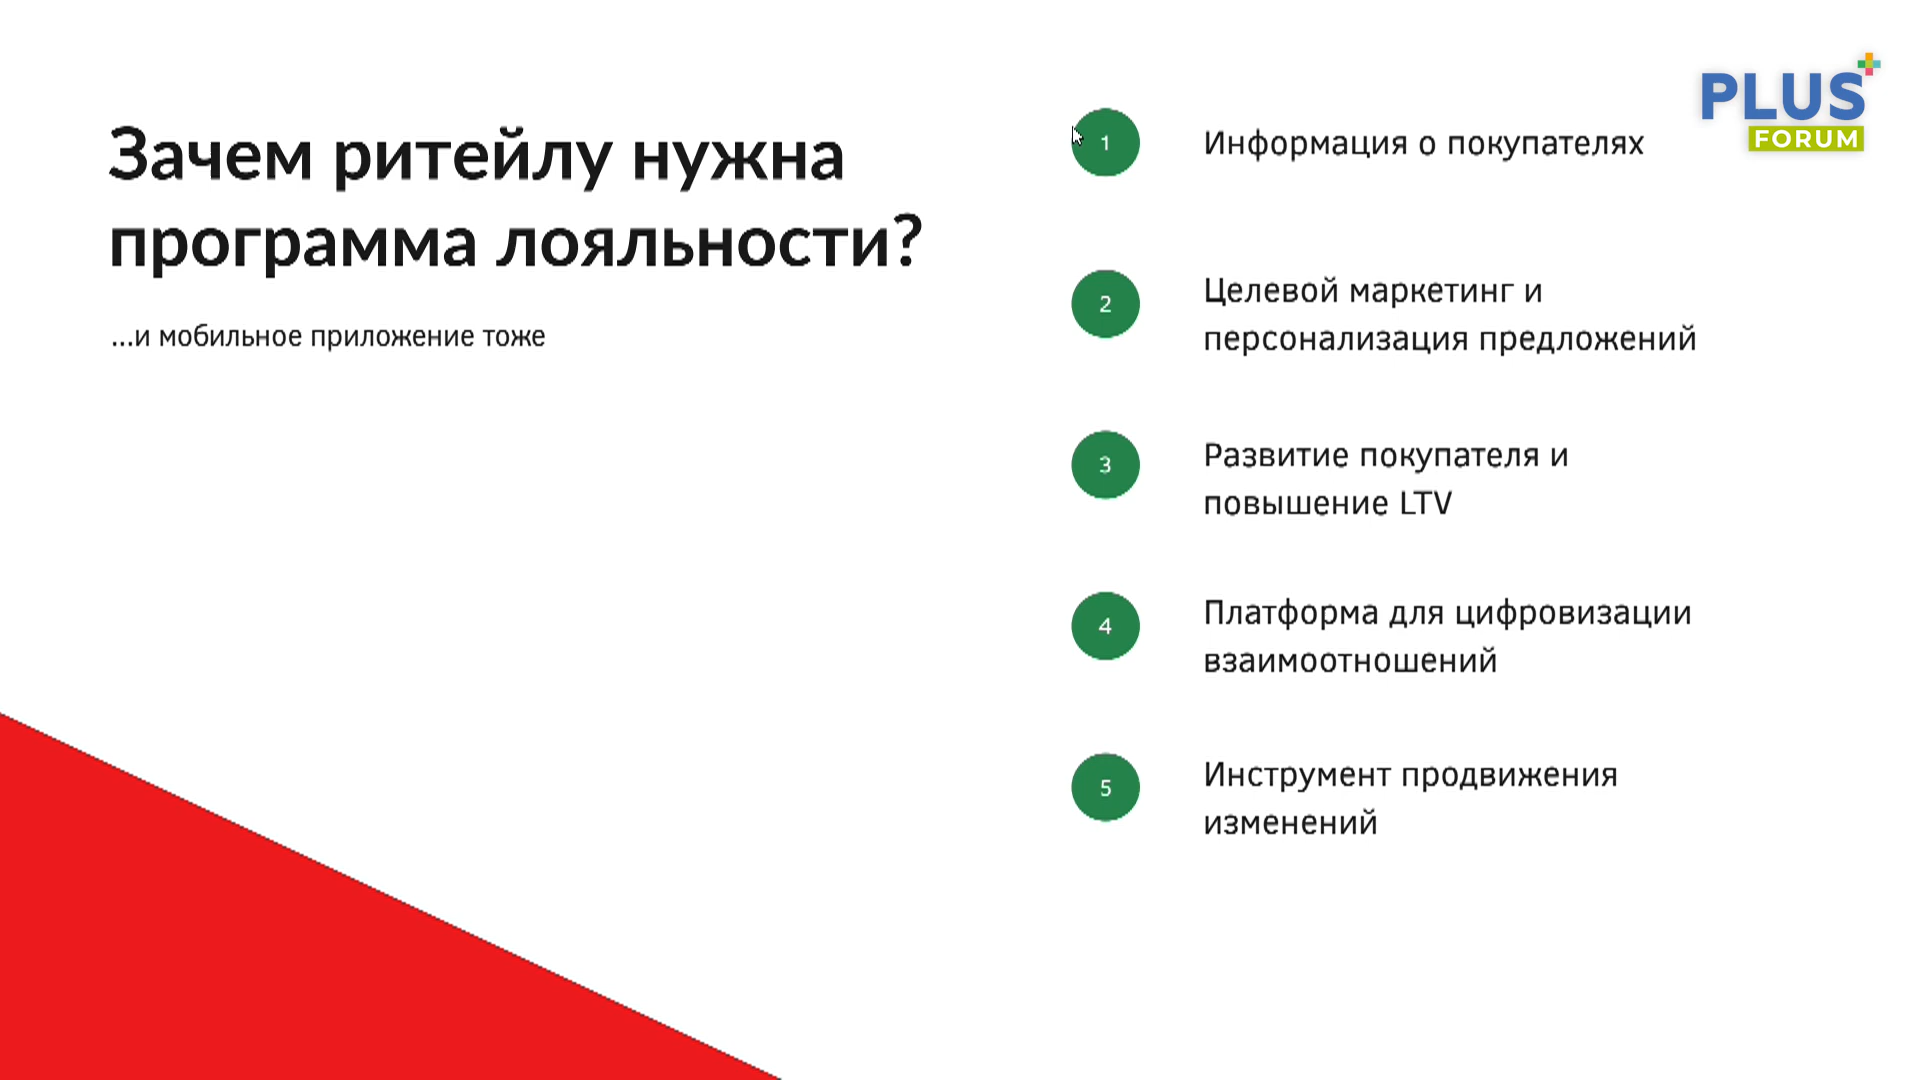 Зачем ритейлу нужна
программа лояльности?
...и мобильное приложение тоже
1
Информация о покупателях
2
Целевой маркетинг и
персонализация предложений
3
Развитие покупателя и
повышение LTV
4
Платформа для цифровизации
взаимоотношений
5
Инструмент продвижения
изменений
PLUS
FORUM